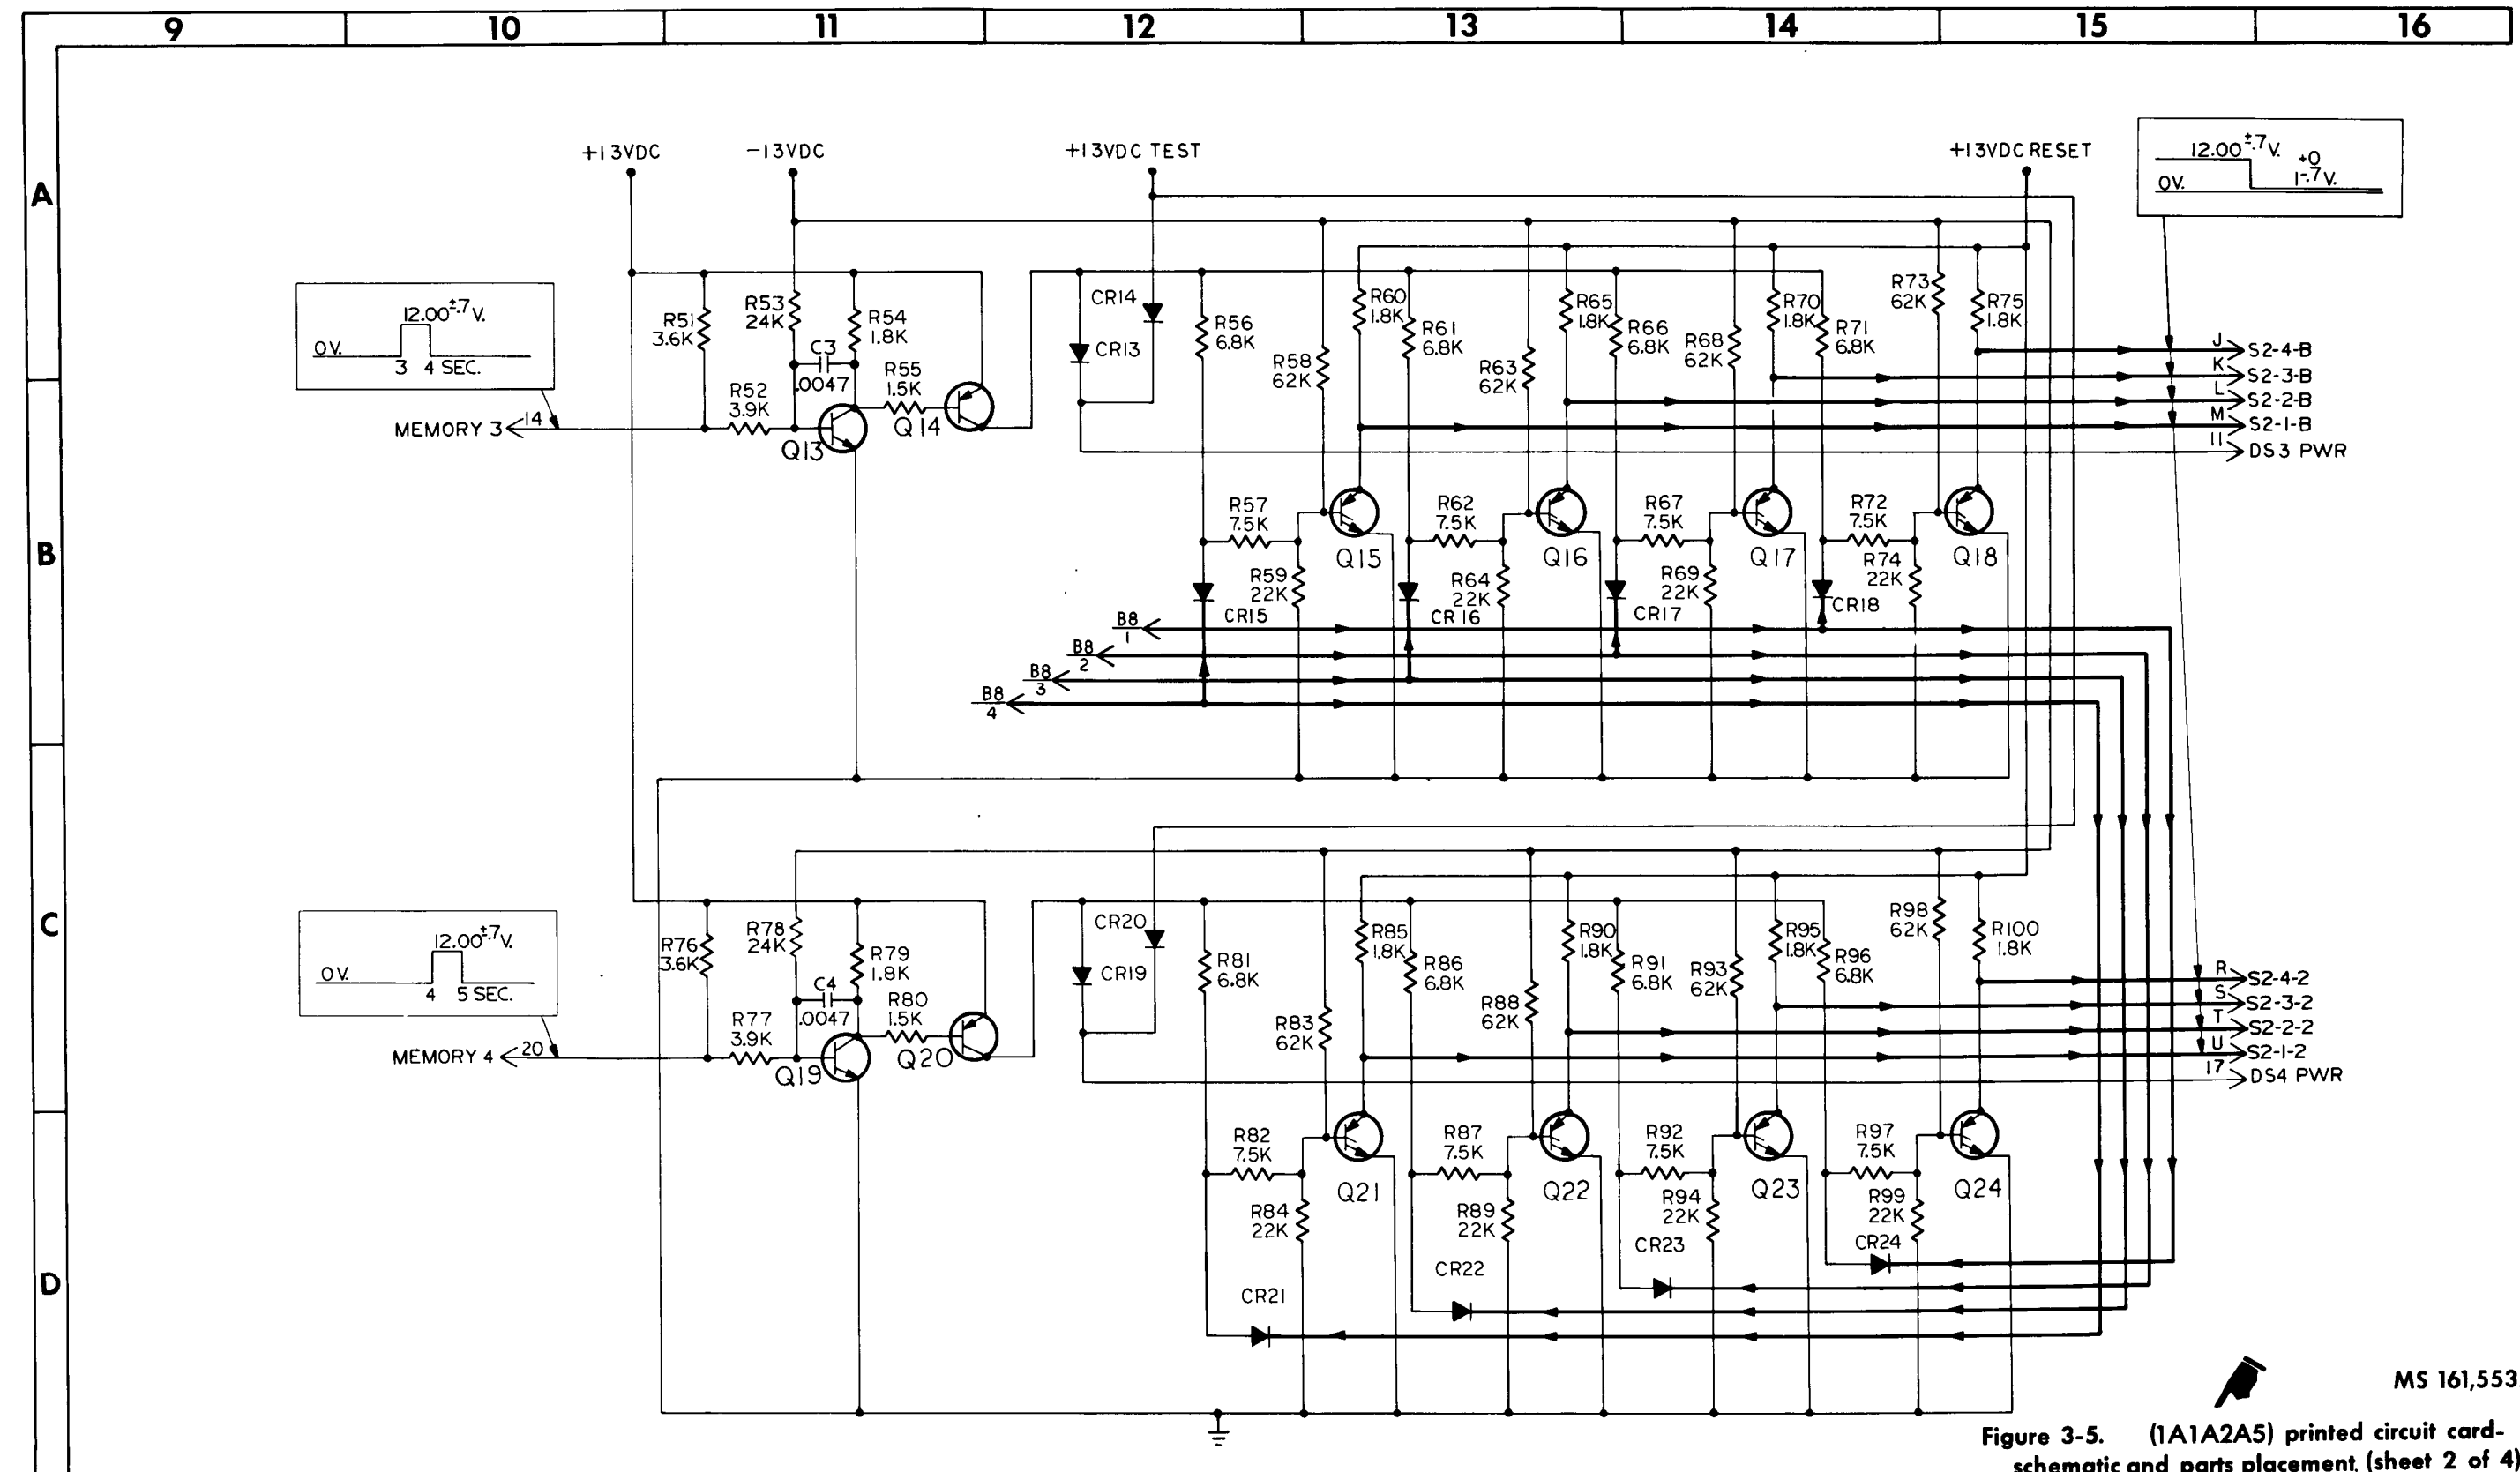 9 10 11 12 13 14 15 16
A
B
C
D
+13VDC
-13VDC
+13VDC TEST
+13VDC RESET
12.00±.7V.
0V.
+0
1-.7V.
12.00±.7V.
0V.
3 4 SEC.
MEMORY 3
14
R51
3.6K
R52
3.9K
R53
24K
C3
.0047
R54
1.8K
R55
1.5K
Q13
Q14
CR14
CR13
R56
6.8K
R58
62K
R60
1.8K
R61
6.8K
R63
62K
R65
1.8K
R66
6.8K
R68
62K
R70
1.8K
R71
6.8K
R73
62K
R75
1.8K
J S2-4-B
K S2-3-B
L S2-2-B
M S2-1-B
11 DS3 PWR
R57
7.5K
R59
22K
Q15
R62
7.5K
R64
22K
Q16
R67
7.5K
R69
22K
Q17
R72
7.5K
R74
22K
Q18
CR15
CR16
CR17
CR18
B8
1
B8
2
B8
3
B8
4
12.00±.7V.
0V.
4 5 SEC.
MEMORY 4
20
R76
3.6K
R77
3.9K
R78
24K
C4
.0047
R79
1.8K
R80
1.5K
Q19
Q20
CR20
CR19
R81
6.8K
R83
62K
R85
1.8K
R86
6.8K
R88
62K
R90
1.8K
R91
6.8K
R93
62K
R95
1.8K
R96
6.8K
R98
62K
R100
1.8K
R S2-4-2
S S2-3-2
T S2-2-2
U S2-1-2
17 DS4 PWR
R82
7.5K
R84
22K
Q21
R87
7.5K
R89
22K
Q22
R92
7.5K
R94
22K
Q23
R97
7.5K
R99
22K
Q24
CR21
CR22
CR23
CR24
MS 161,553
Figure 3-5. (1A1A2A5) printed circuit card-
schematic and parts placement, (sheet 2 of 4)